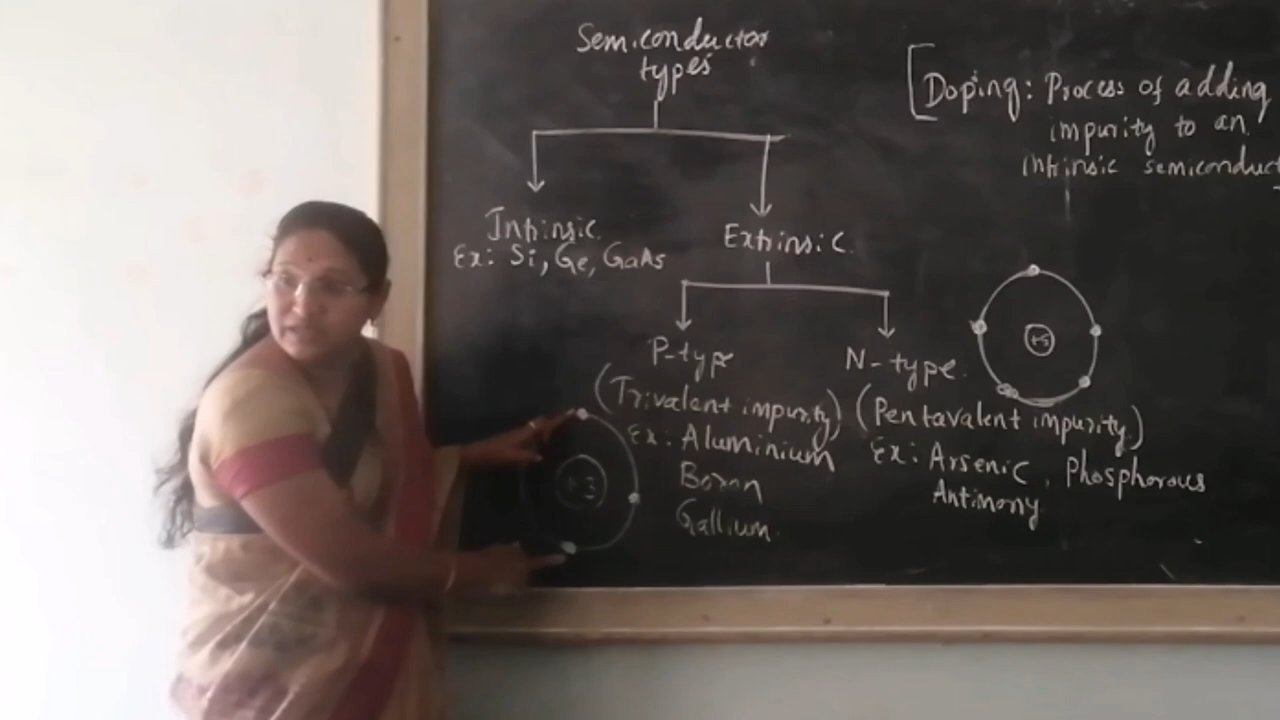 Semiconductor
types
[Doping: Process of adding
impurity to an
intrinsic semiconduct
Intrinsic
Ex: Si, Ge, GaAs
Extrinsic
P-type
(Trivalent impurity)
Ex: Aluminium
Boron
Gallium
+3
N-type
(Pentavalent impurity)
Ex: Arsenic, Phosphorous
Antimony
+5